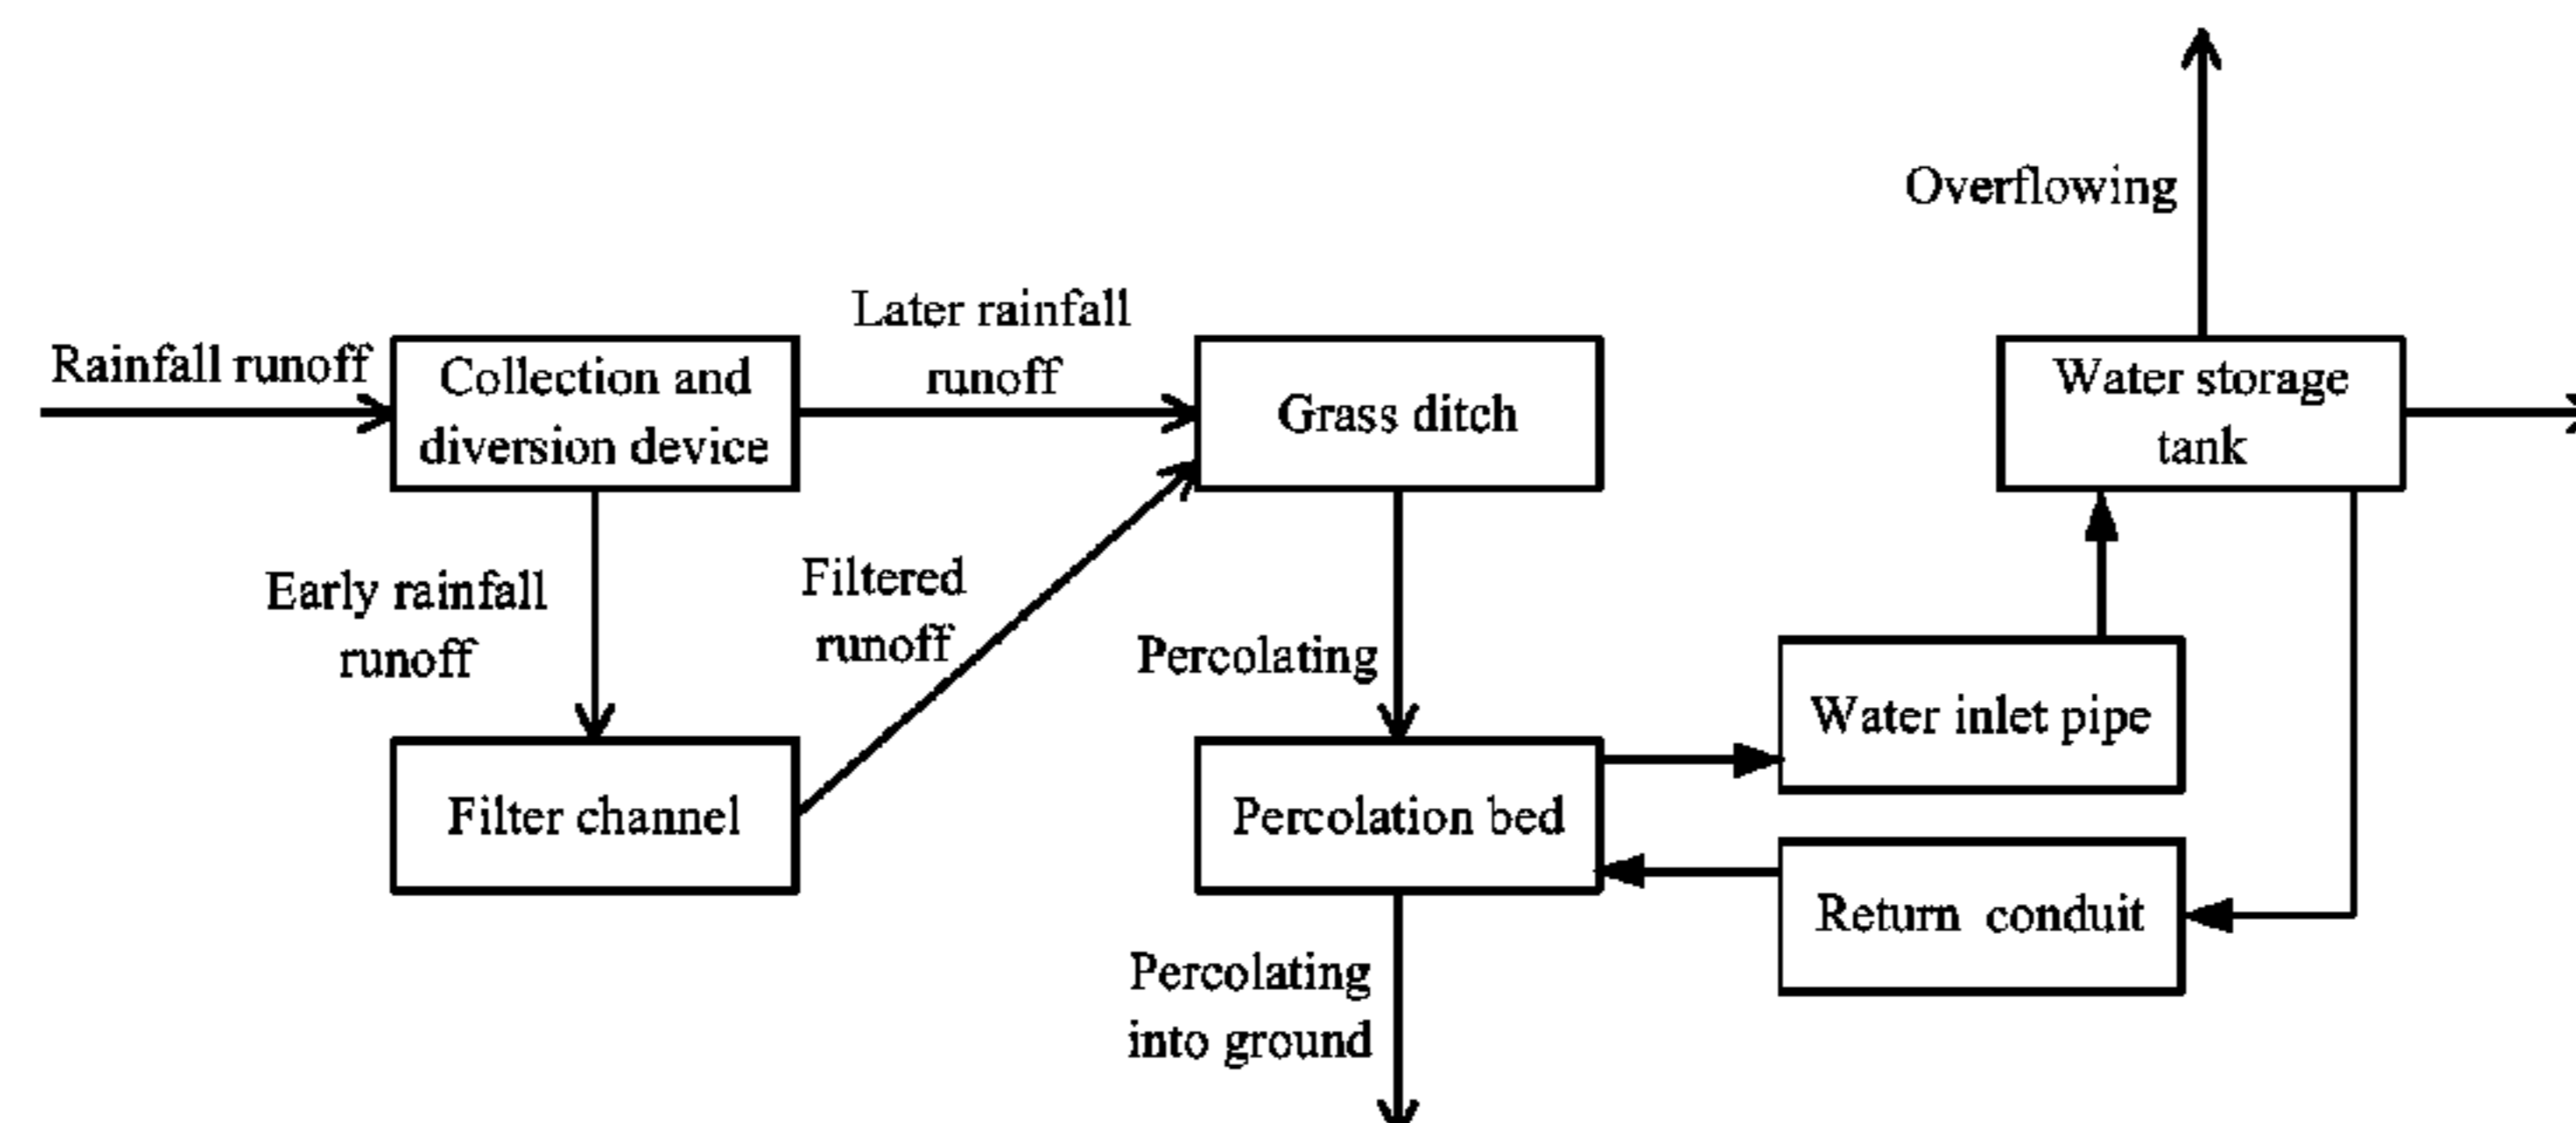 Overflowing
Rainfall runoff
Collection and
diversion device
Later rainfall
runoff
Grass ditch
Water storage
tank
Early rainfall
runoff
Filtered
runoff
Percolating
Water inlet pipe
Filter channel
Percolation bed
Return conduit
Percolating
into ground